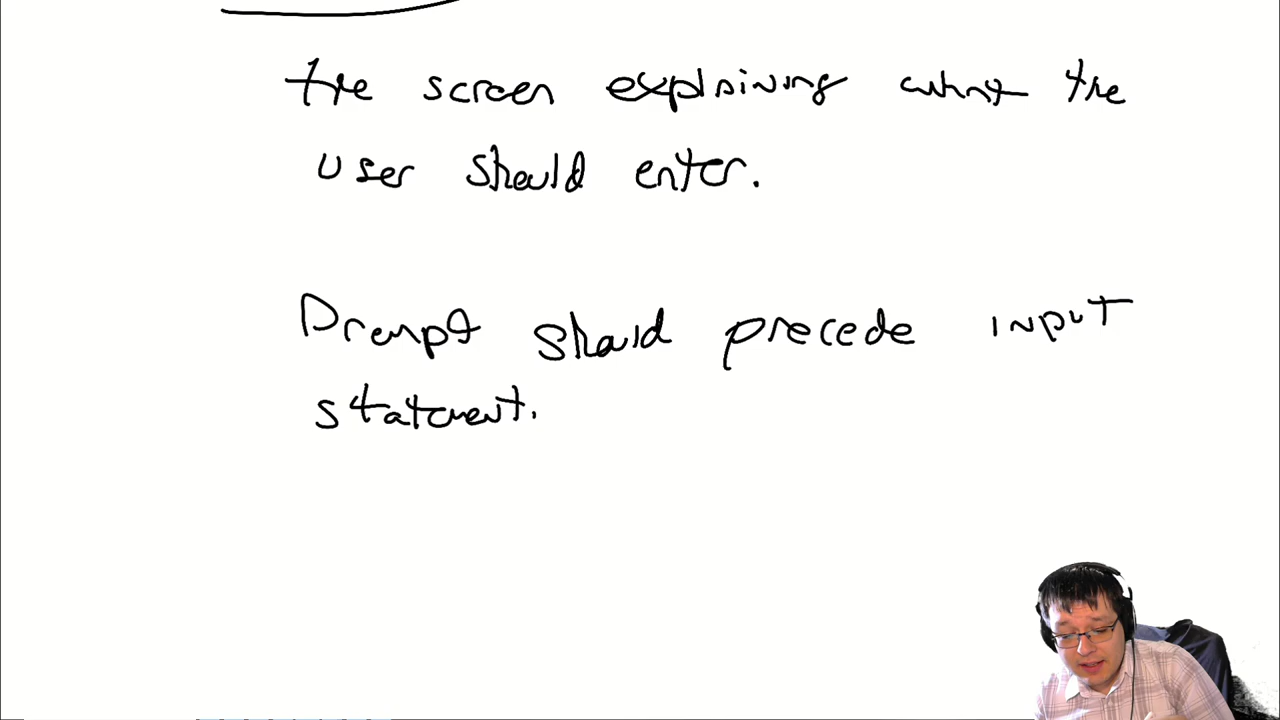 the screen explaining what the
user should enter.
Prompt should precede input
statement.